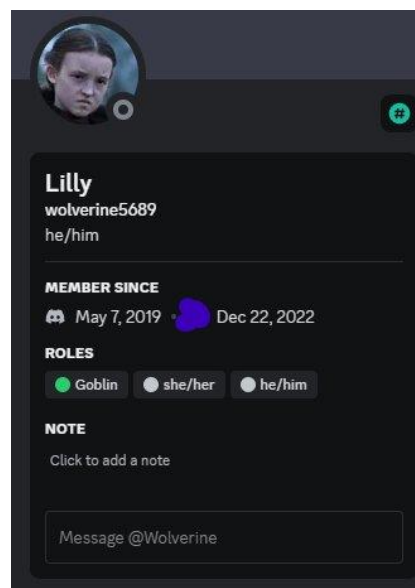 #
Lilly
wolverine5689
he/him
MEMBER SINCE
May 7, 2019 • Dec 22, 2022
ROLES
Goblin she/her he/him
NOTE
Click to add a note
Message @Wolverine